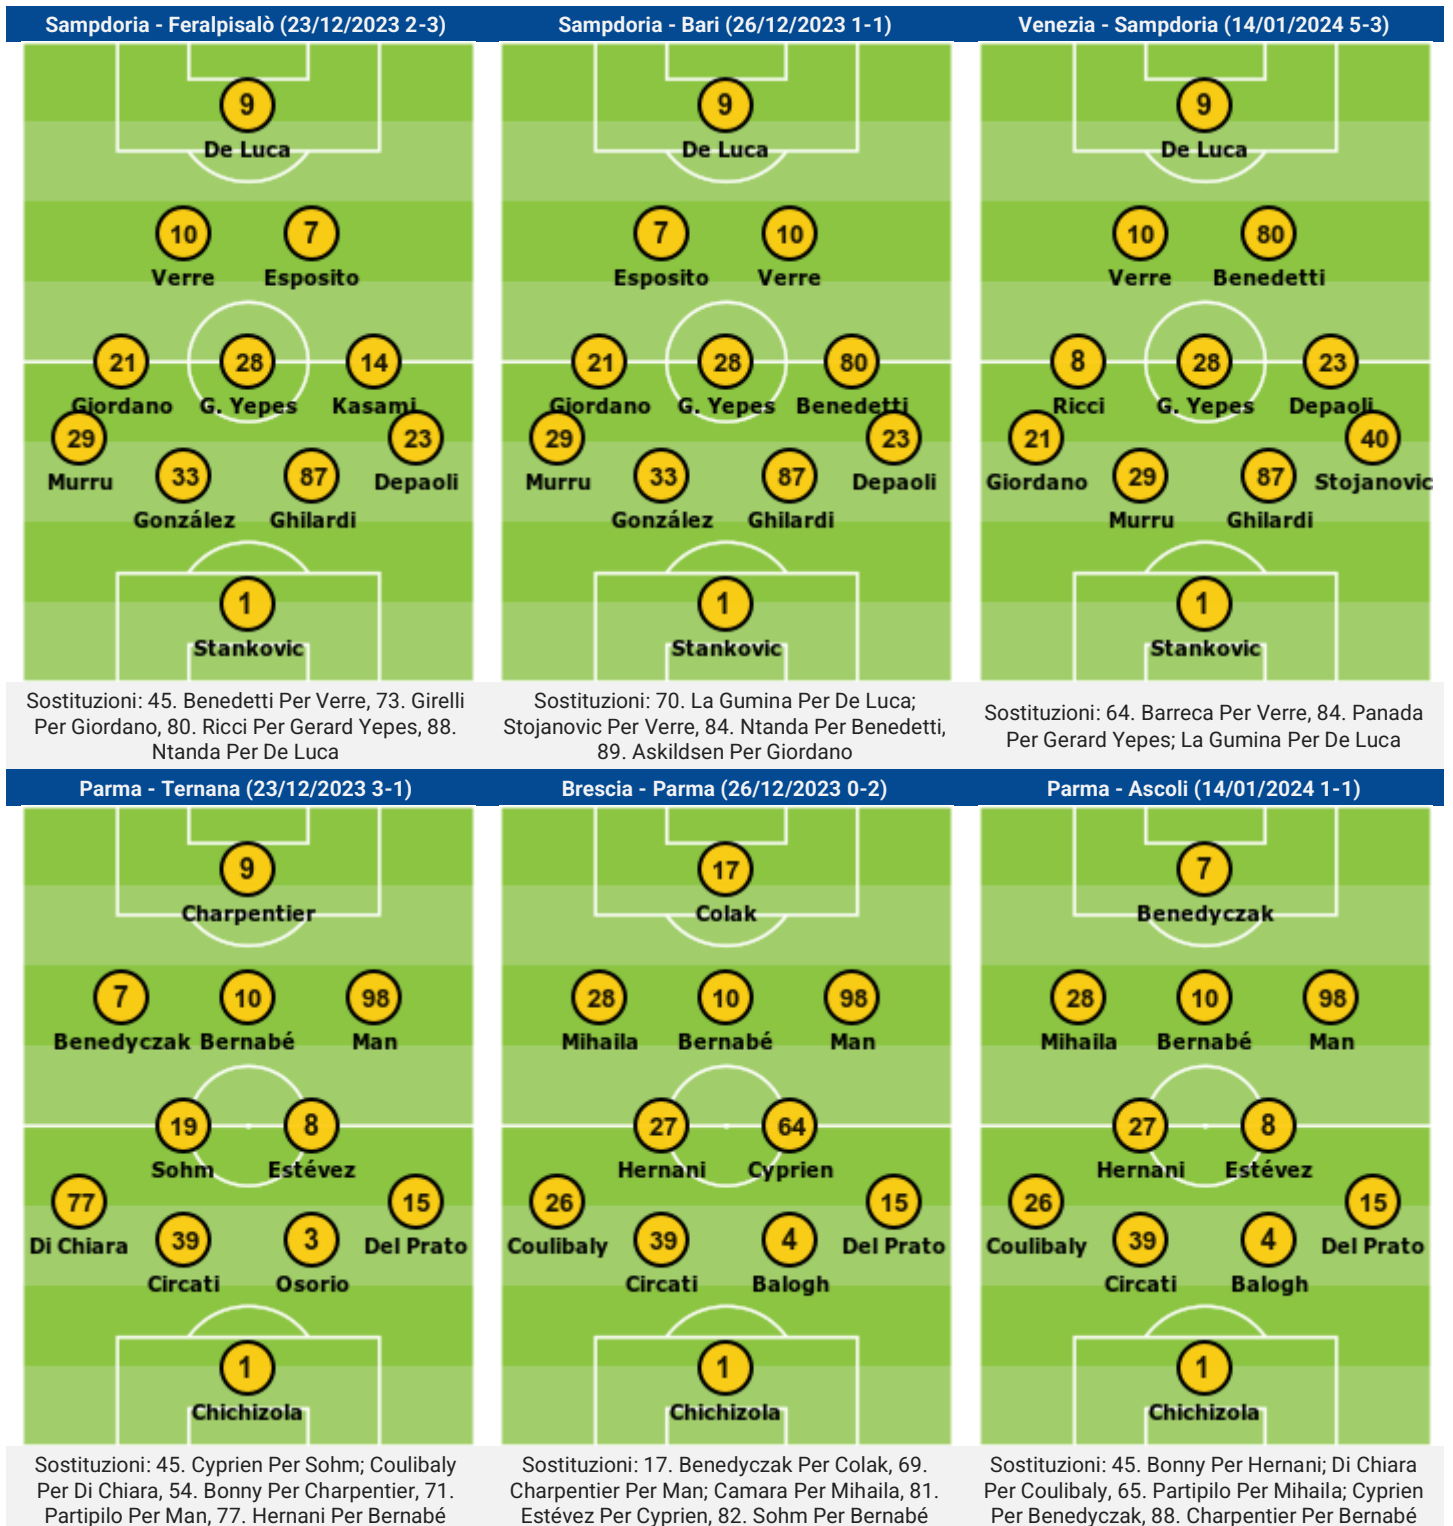 Sampdoria - Feralpisalò (23/12/2023 2-3)
9
De Luca
10 7
Verre Esposito
21 28 14
Giordano G. Yepes Kasami
29 23
Murru Depaoli
33 87
González Ghilardi
1
Stankovic
Sostituzioni: 45. Benedetti Per Verre, 73. Girelli
Per Giordano, 80. Ricci Per Gerard Yepes, 88.
Ntanda Per De Luca
Sampdoria - Bari (26/12/2023 1-1)
9
De Luca
7 10
Esposito Verre
21 28 80
Giordano G. Yepes Benedetti
29 23
Murru Depaoli
33 87
González Ghilardi
1
Stankovic
Sostituzioni: 70. La Gumina Per De Luca;
Stojanovic Per Verre, 84. Ntanda Per Benedetti,
89. Askildsen Per Giordano
Venezia - Sampdoria (14/01/2024 5-3)
9
De Luca
10 80
Verre Benedetti
8 28 23
Ricci G. Yepes Depaoli
21 40
Giordano Stojanovic
29 87
Murru Ghilardi
1
Stankovic
Sostituzioni: 64. Barreca Per Verre, 84. Panada
Per Gerard Yepes; La Gumina Per De Luca
Parma - Ternana (23/12/2023 3-1)
9
Charpentier
7 10 98
Benedyczak Bernabé Man
19 8
Sohm Estévez
77 15
Di Chiara Del Prato
39 3
Circati Osorio
1
Chichizola
Sostituzioni: 45. Cyprien Per Sohm; Coulibaly
Per Di Chiara, 54. Bonny Per Charpentier, 71.
Partipilo Per Man, 77. Hernani Per Bernabé
Brescia - Parma (26/12/2023 0-2)
17
Colak
28 10 98
Mihaila Bernabé Man
27 64
Hernani Cyprien
26 15
Coulibaly Del Prato
39 4
Circati Balogh
1
Chichizola
Sostituzioni: 17. Benedyczak Per Colak, 69.
Charpentier Per Man; Camara Per Mihaila, 81.
Estévez Per Cyprien, 82. Sohm Per Bernabé
Parma - Ascoli (14/01/2024 1-1)
7
Benedyczak
28 10 98
Mihaila Bernabé Man
27 8
Hernani Estévez
26 15
Coulibaly Del Prato
39 4
Circati Balogh
1
Chichizola
Sostituzioni: 45. Bonny Per Hernani; Di Chiara
Per Coulibaly, 65. Partipilo Per Mihaila; Cyprien
Per Benedyczak, 88. Charpentier Per Bernabé